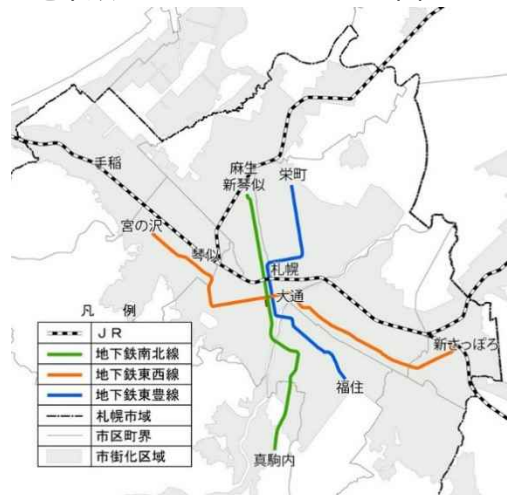 手稲
麻生
新琴似
栄町
宮の沢
琴似
札幌
大通
新さっぽろ
福住
真駒内
凡 例
ＪＲ
地下鉄南北線
地下鉄東西線
地下鉄東豊線
札幌市域
市区町界
市街化区域